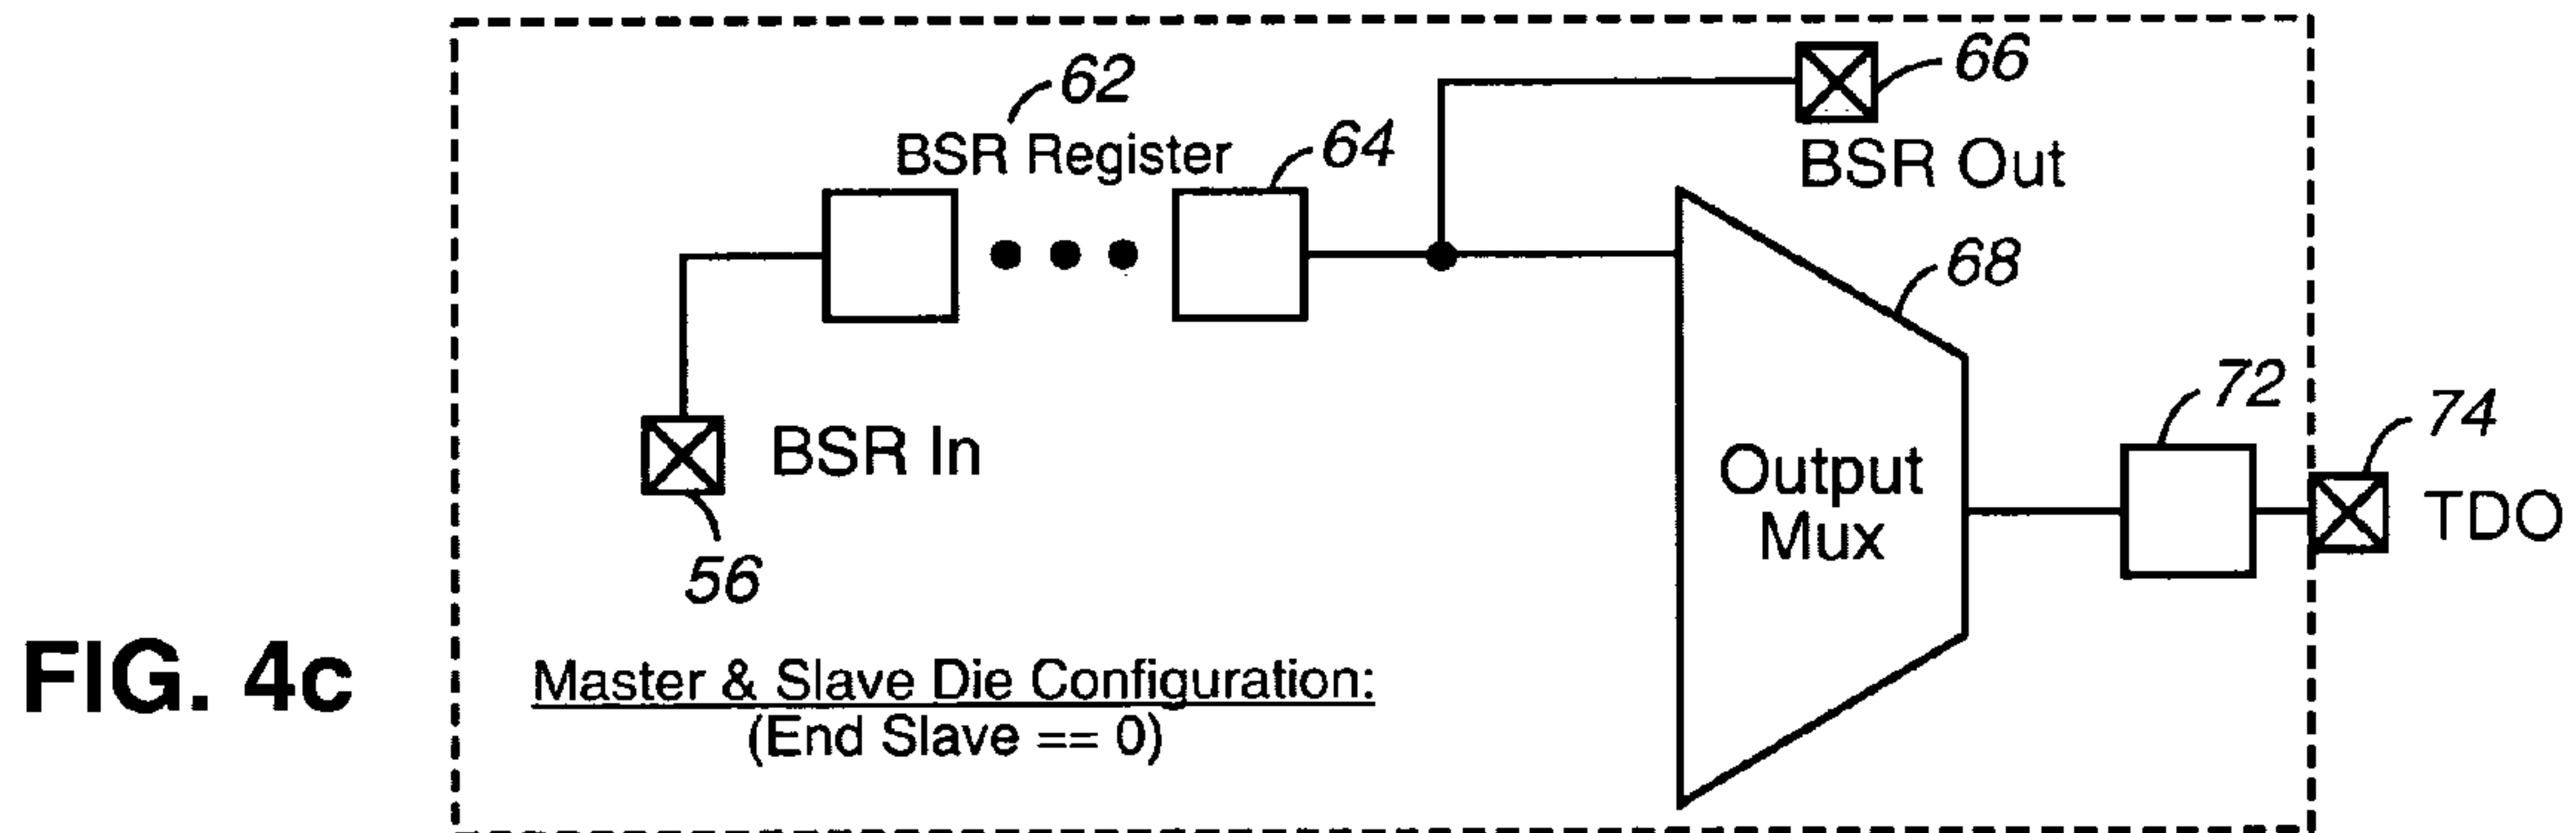 62
66
BSR Register
64
BSR Out
68
72
74
BSR In
Output
Mux
TDO
56
FIG. 4c
Master & Slave Die Configuration:
(End Slave == 0)